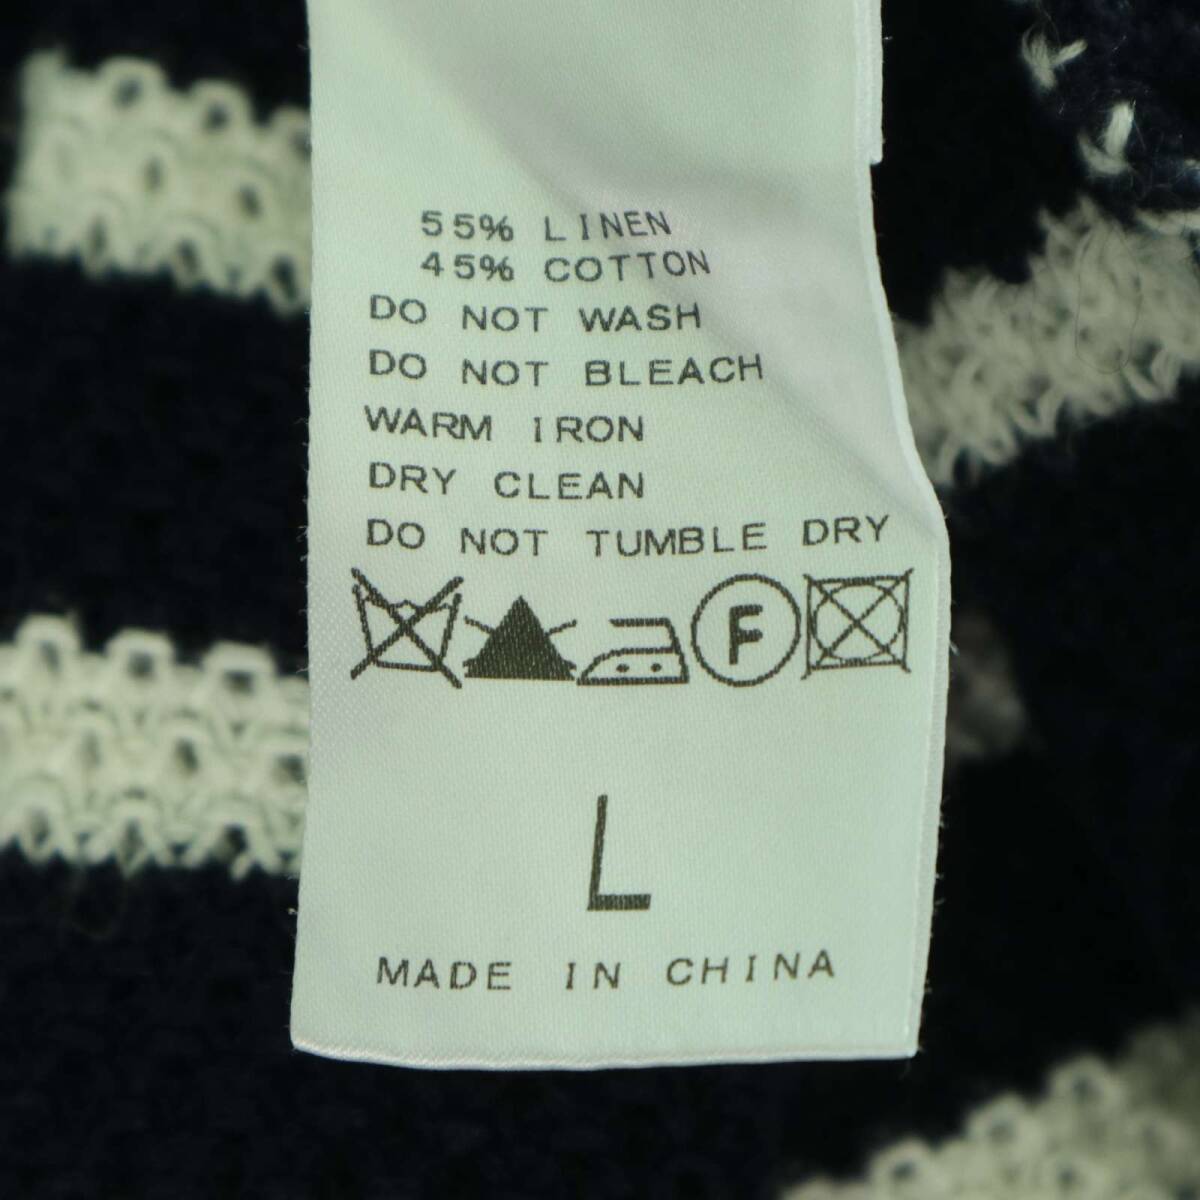 55% LINEN
45% COTTON
DO NOT WASH
DO NOT BLEACH
WARM IRON
DRY CLEAN
DO NOT TUMBLE DRY
F
L
MADE IN CHINA